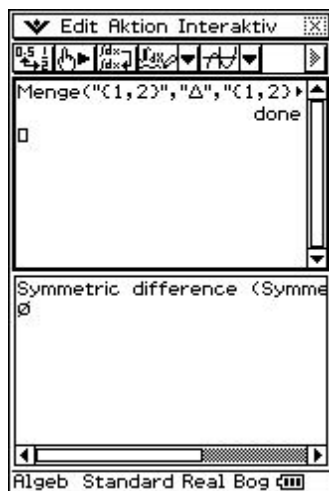 Edit Aktion Interaktiv
Menge("{1,2}","Δ","{1,2}
done
Symmetric difference (Symme
Ø
Algeb Standard Real Bog